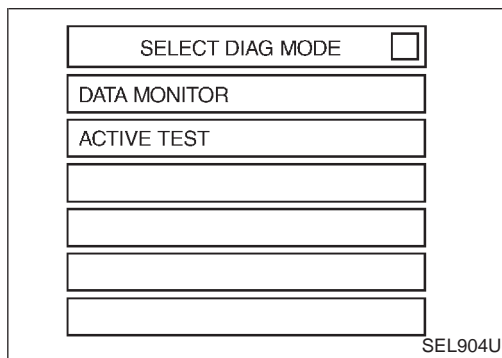 SELECT DIAG MODE
DATA MONITOR
ACTIVE TEST
SEL904U